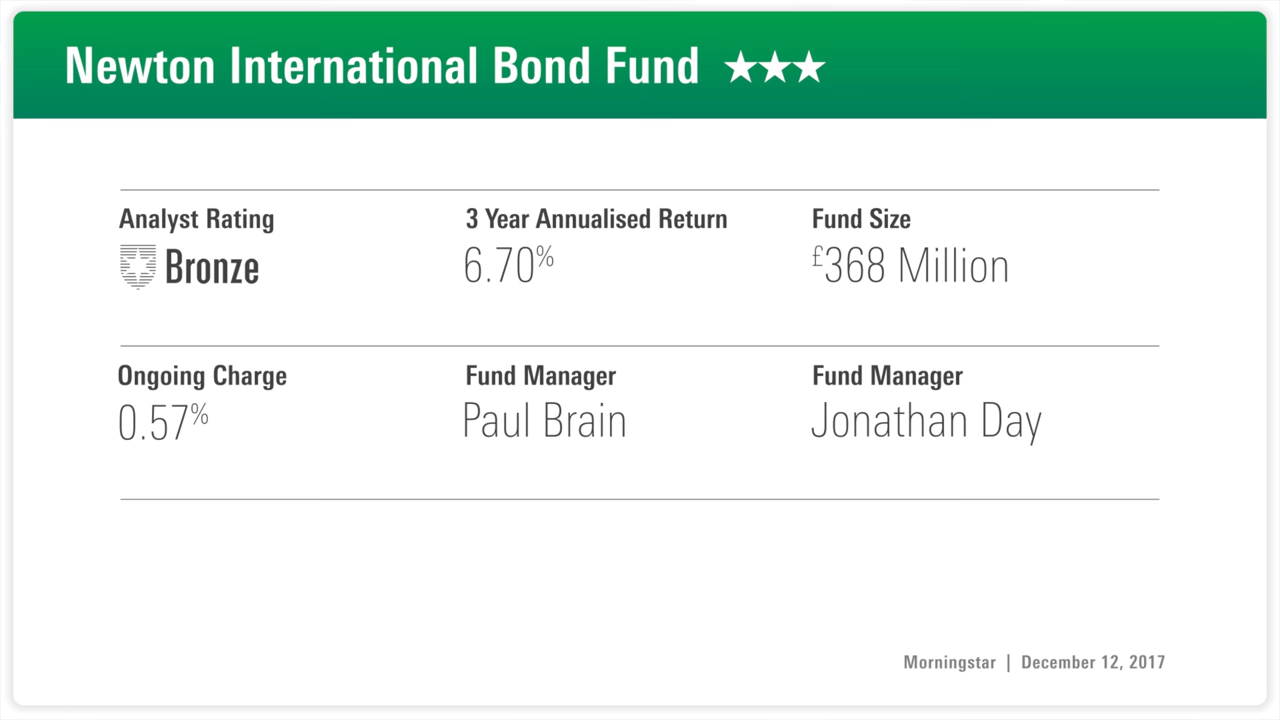 Newton International Bond Fund ★★★
Analyst Rating
Bronze
3 Year Annualised Return
6.70%
Fund Size
£368 Million
Ongoing Charge
0.57%
Fund Manager
Paul Brain
Fund Manager
Jonathan Day
Morningstar | December 12, 2017